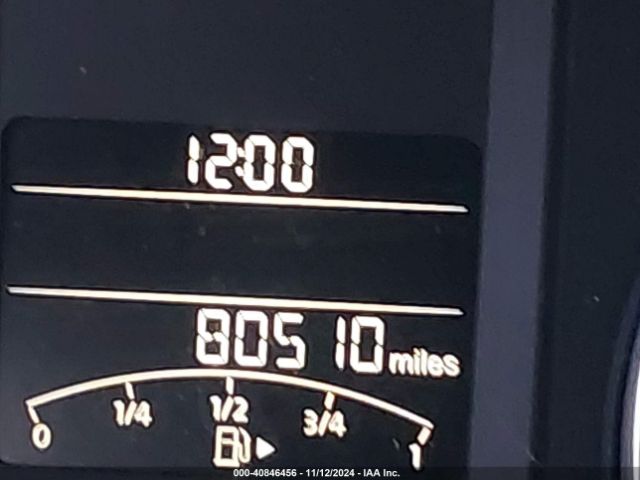 12:00
80510 miles
0 1/4 1/2 3/4 1
000-40846456 - 11/12/2024 - IAA Inc.